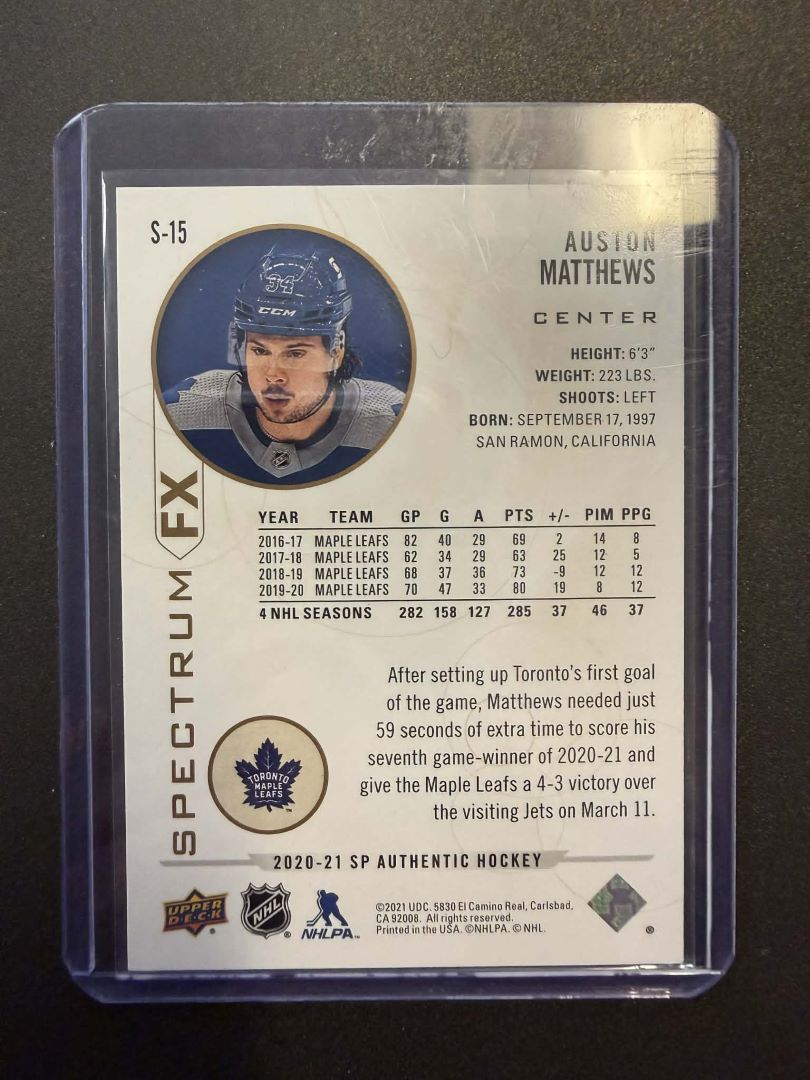 S-15
AUSTON
MATTHEWS
CENTER
HEIGHT: 6'3"
WEIGHT: 223 LBS.
SHOOTS: LEFT
BORN: SEPTEMBER 17, 1997
SAN RAMON, CALIFORNIA
34
CCM
SPECTRUM FX
YEAR TEAM GP G A PTS +/- PIM PPG
2016-17 MAPLE LEAFS 82 40 29 69 2 14 8
2017-18 MAPLE LEAFS 62 34 29 63 25 12 5
2018-19 MAPLE LEAFS 68 37 36 73 -9 12 12
2019-20 MAPLE LEAFS 70 47 33 80 19 8 12
4 NHL SEASONS 282 158 127 285 37 46 37
After setting up Toronto's first goal
of the game, Matthews needed just
59 seconds of extra time to score his
seventh game-winner of 2020-21 and
give the Maple Leafs a 4-3 victory over
the visiting Jets on March 11.
TORONTO
MAPLE
LEAFS
™
2020-21 SP AUTHENTIC HOCKEY
UPPER
DECK
®
NHL
®
NHLPA™
©2021 UDC. 5830 El Camino Real, Carlsbad,
CA 92008. All rights reserved.
Printed in the USA. ©NHLPA. © NHL.
®